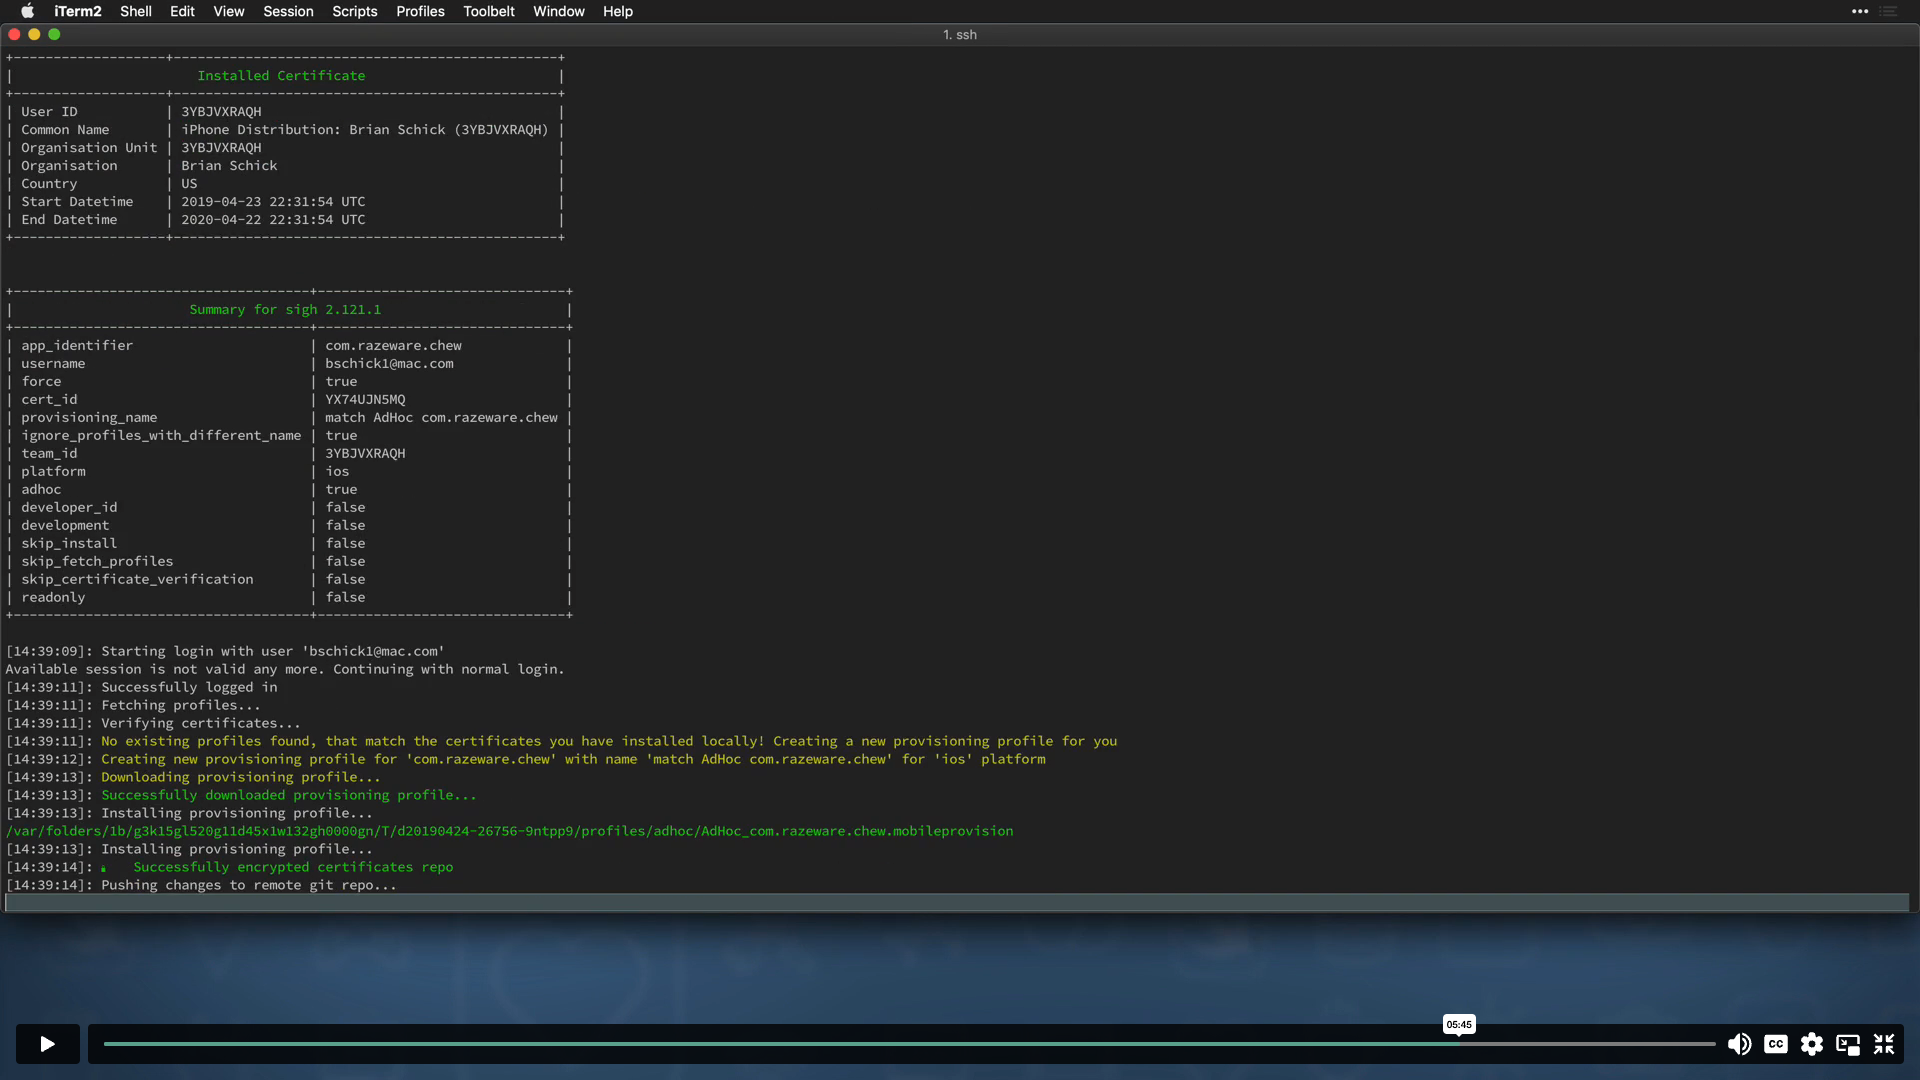 iTerm2 Shell Edit View Session Scripts Profiles Toolbelt Window Help
1. ssh
Installed Certificate
User ID | 3YBJVXRAQH
Common Name | iPhone Distribution: Brian Schick (3YBJVXRAQH)
Organisation Unit | 3YBJVXRAQH
Organisation | Brian Schick
Country | US
Start Datetime | 2019-04-23 22:31:54 UTC
End Datetime | 2020-04-22 22:31:54 UTC
Summary for sigh 2.121.1
app_identifier | com.razeware.chew
username | bschick1@mac.com
force | true
cert_id | YX74UJN5MQ
provisioning_name | match AdHoc com.razeware.chew
ignore_profiles_with_different_name | true
team_id | 3YBJVXRAQH
platform | ios
adhoc | true
developer_id | false
development | false
skip_install | false
skip_fetch_profiles | false
skip_certificate_verification | false
readonly | false
[14:39:09]: Starting login with user 'bschick1@mac.com'
Available session is not valid any more. Continuing with normal login.
[14:39:11]: Successfully logged in
[14:39:11]: Fetching profiles...
[14:39:11]: Verifying certificates...
[14:39:11]: No existing profiles found, that match the certificates you have installed locally! Creating a new provisioning profile for you
[14:39:12]: Creating new provisioning profile for 'com.razeware.chew' with name 'match AdHoc com.razeware.chew' for 'ios' platform
[14:39:13]: Downloading provisioning profile...
[14:39:13]: Successfully downloaded provisioning profile...
[14:39:13]: Installing provisioning profile...
/var/folders/1b/g3k15gl520g11d45x1w132gh0000gn/T/d20190424-26756-9ntpp9/profiles/adhoc/AdHoc_com.razeware.chew.mobileprovision
[14:39:13]: Installing provisioning profile...
[14:39:14]: Successfully encrypted certificates repo
[14:39:14]: Pushing changes to remote git repo...
05:45
CC